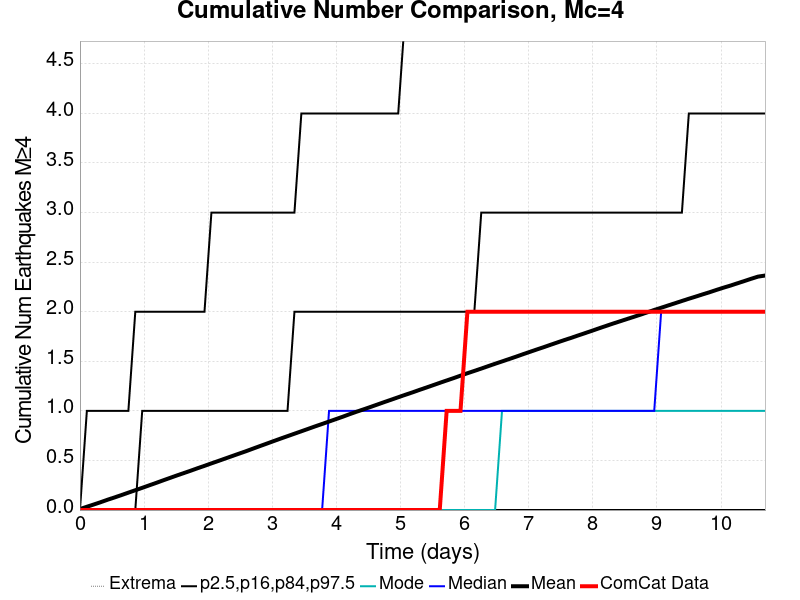 Cumulative Number Comparison, Mc=4
Cumulative Num Earthquakes M≥4
4.5
4.0
3.5
3.0
2.5
2.0
1.5
1.0
0.5
0.0
0 1 2 3 4 5 6 7 8 9 10
Time (days)
Extrema p2.5,p16,p84,p97.5 Mode Median Mean ComCat Data